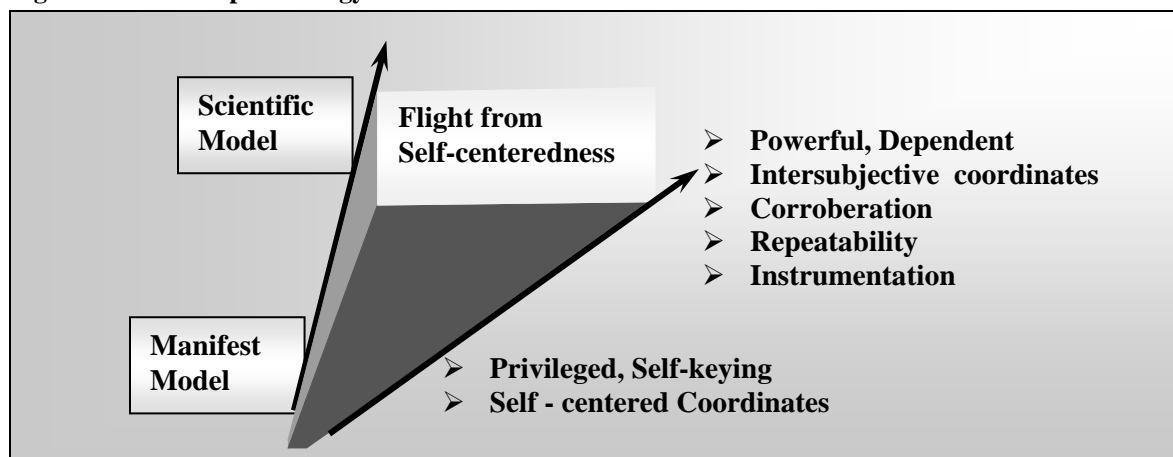 Scientific
Model
Flight from
Self-centeredness
➢ Powerful, Dependent
➢ Intersubjective coordinates
➢ Corroberation
➢ Repeatability
➢ Instrumentation
Manifest
Model
➢ Privileged, Self-keying
➢ Self - centered Coordinates